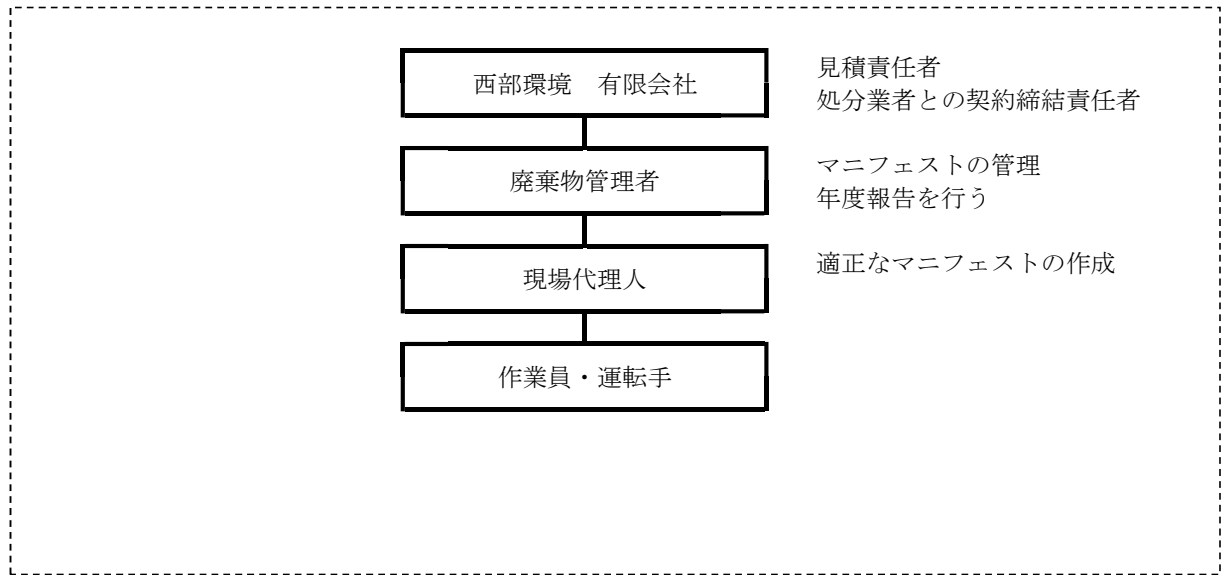 西部環境　有限会社
見積責任者
処分業者との契約締結責任者
廃棄物管理者
マニフェストの管理
年度報告を行う
現場代理人
適正なマニフェストの作成
作業員・運転手